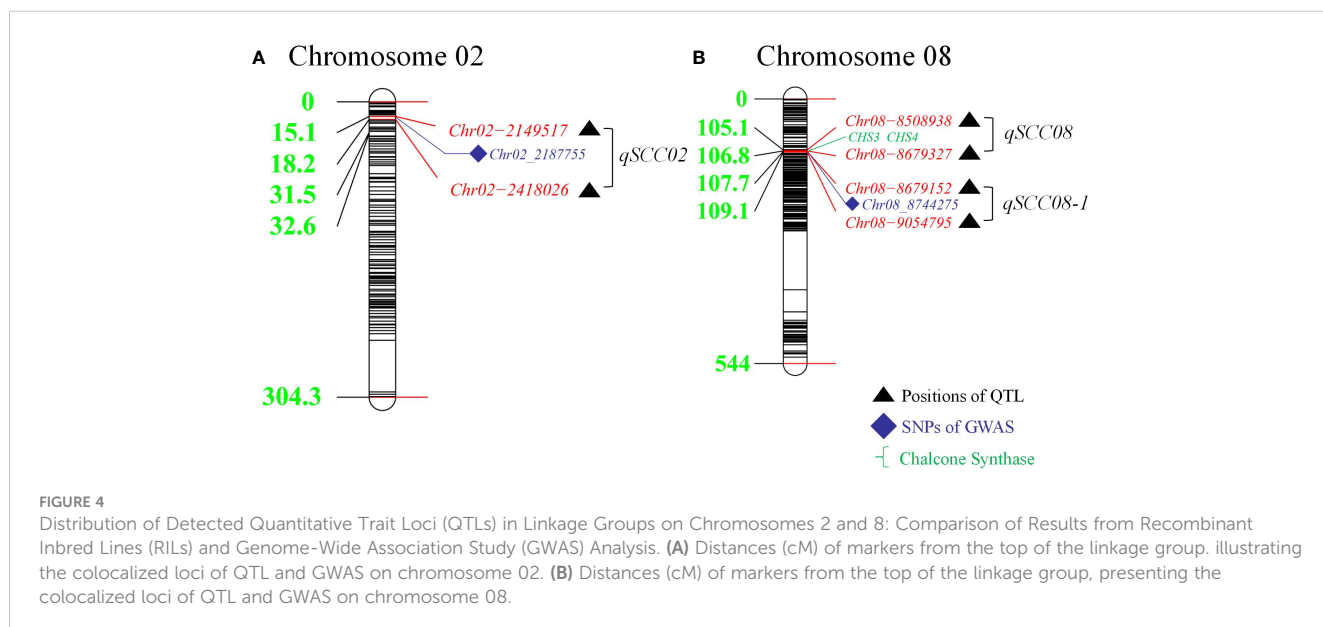 A Chromosome 02
0
15.1
18.2
31.5
32.6
304.3
Chr02-2149517
Chr02_2187755
Chr02-2418026
qSCC02
B Chromosome 08
0
105.1
106.8
107.7
109.1
544
Chr08-8508938
CHS3 CHS4
Chr08-8679327
qSCC08
Chr08-8679152
Chr08_8744275
Chr08-9054795
qSCC08-1
Positions of QTL
SNPs of GWAS
Chalcone Synthase
FIGURE 4
Distribution of Detected Quantitative Trait Loci (QTLs) in Linkage Groups on Chromosomes 2 and 8: Comparison of Results from Recombinant
Inbred Lines (RILs) and Genome-Wide Association Study (GWAS) Analysis. (A) Distances (cM) of markers from the top of the linkage group. illustrating
the colocalized loci of QTL and GWAS on chromosome 02. (B) Distances (cM) of markers from the top of the linkage group, presenting the
colocalized loci of QTL and GWAS on chromosome 08.